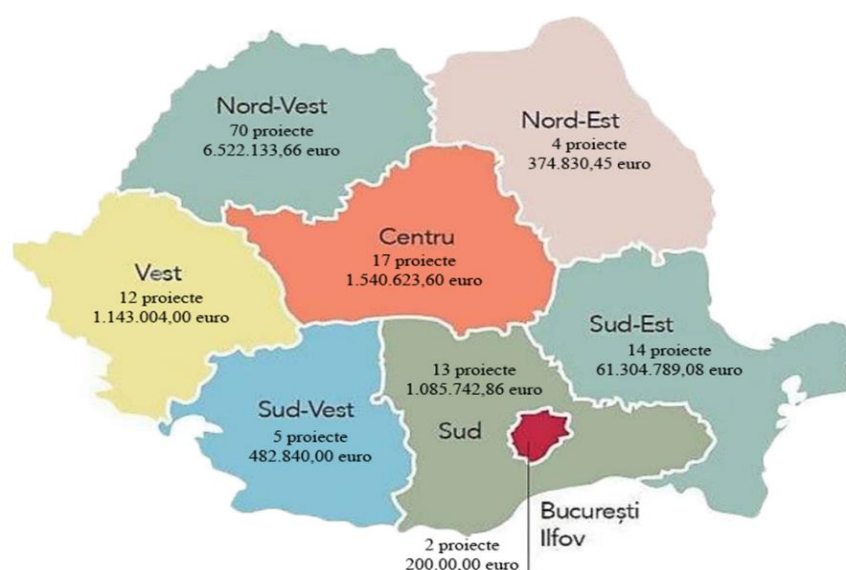 Nord-Vest
70 proiecte
6.522.133,66 euro
Nord-Est
4 proiecte
374.830,45 euro
Centru
17 proiecte
1.540.623,60 euro
Vest
12 proiecte
1.143.004,00 euro
Sud-Est
14 proiecte
61.304.789,08 euro
13 proiecte
1.085.742,86 euro
Sud
Sud-Vest
5 proiecte
482.840,00 euro
București
Ilfov
2 proiecte
200.00,00 euro